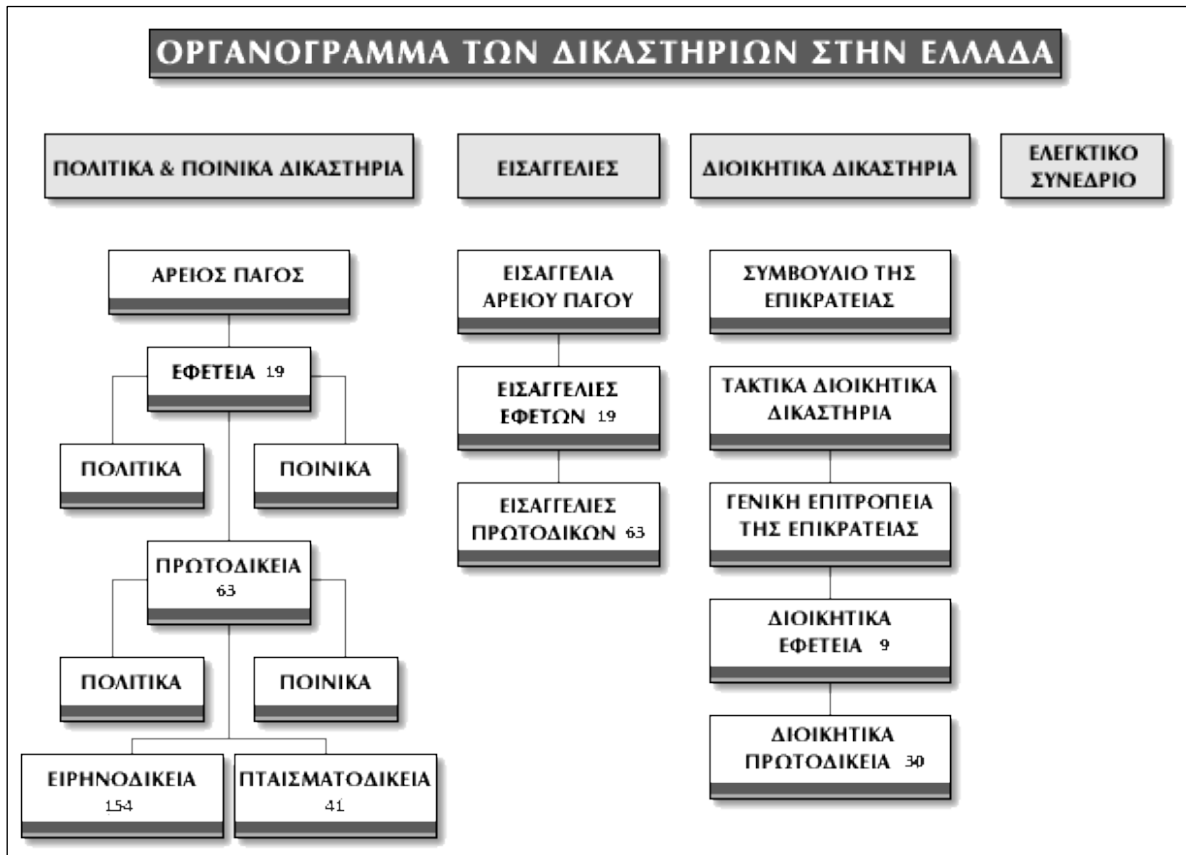 ΟΡΓΑΝΟΓΡΑΜΜΑ ΤΩΝ ΔΙΚΑΣΤΗΡΙΩΝ ΣΤΗΝ ΕΛΛΑΔΑ
ΠΟΛΙΤΙΚΑ & ΠΟΙΝΙΚΑ ΔΙΚΑΣΤΗΡΙΑ
ΑΡΕΙΟΣ ΠΑΓΟΣ
ΕΦΕΤΕΙΑ 19
ΠΟΛΙΤΙΚΑ
ΠΟΙΝΙΚΑ
ΠΡΩΤΟΔΙΚΕΙΑ
63
ΠΟΛΙΤΙΚΑ
ΠΟΙΝΙΚΑ
ΕΙΡΗΝΟΔΙΚΕΙΑ
154
ΠΤΑΙΣΜΑΤΟΔΙΚΕΙΑ
41
ΕΙΣΑΓΓΕΛΙΕΣ
ΕΙΣΑΓΓΕΛΙΑ
ΑΡΕΙΟΥ ΠΑΓΟΥ
ΕΙΣΑΓΓΕΛΙΕΣ
ΕΦΕΤΩΝ 19
ΕΙΣΑΓΓΕΛΙΕΣ
ΠΡΩΤΟΔΙΚΩΝ 63
ΔΙΟΙΚΗΤΙΚΑ ΔΙΚΑΣΤΗΡΙΑ
ΣΥΜΒΟΥΛΙΟ ΤΗΣ
ΕΠΙΚΡΑΤΕΙΑΣ
ΤΑΚΤΙΚΑ ΔΙΟΙΚΗΤΙΚΑ
ΔΙΚΑΣΤΗΡΙΑ
ΓΕΝΙΚΗ ΕΠΙΤΡΟΠΕΙΑ
ΤΗΣ ΕΠΙΚΡΑΤΕΙΑΣ
ΔΙΟΙΚΗΤΙΚΑ
ΕΦΕΤΕΙΑ 9
ΔΙΟΙΚΗΤΙΚΑ
ΠΡΩΤΟΔΙΚΕΙΑ 30
ΕΛΕΓΚΤΙΚΟ
ΣΥΝΕΔΡΙΟ